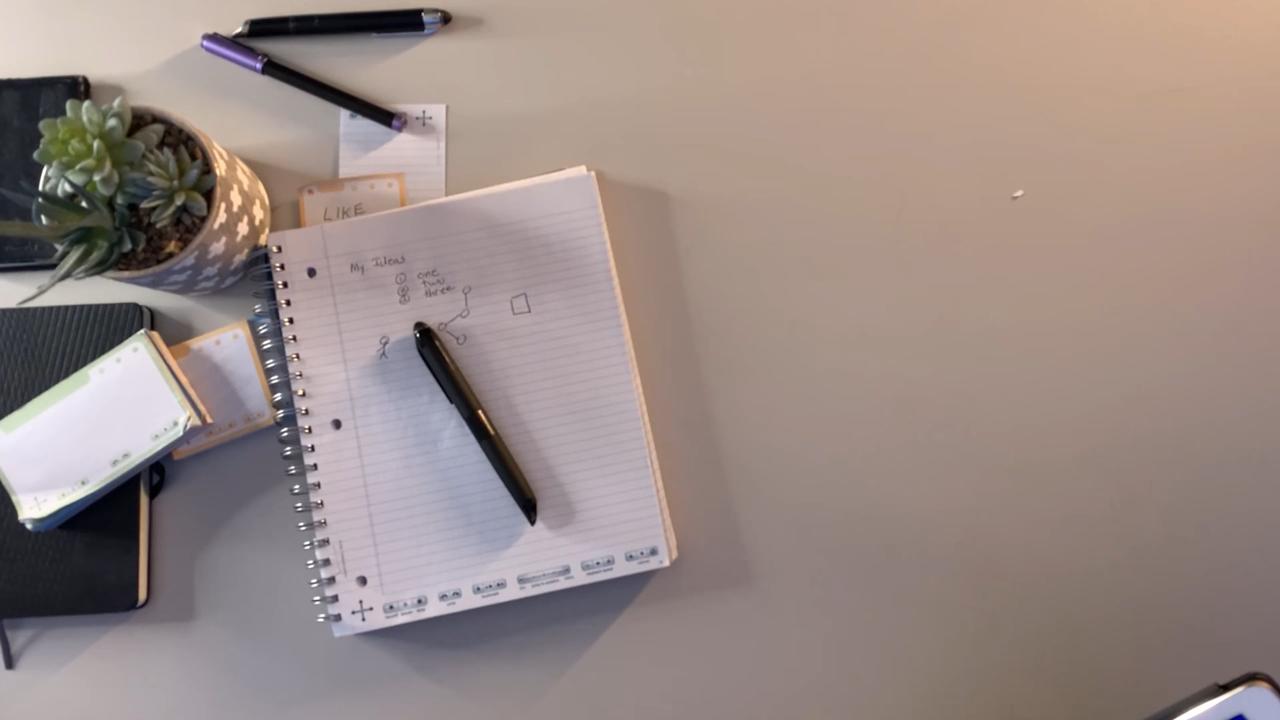 LIKE
My Ideas
① one
② two
③ three